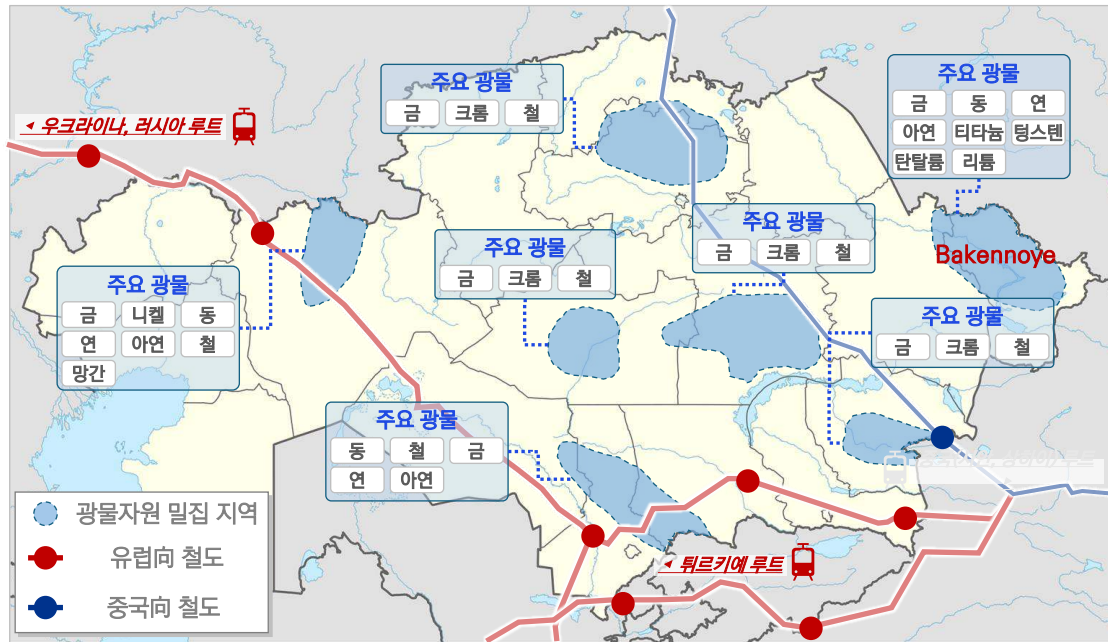 주요 광물
금 크롬 철
주요 광물
금 동 연
아연 티타늄 텅스텐
탄탈륨 리튬
◄ 우크라이나, 러시아 루트
주요 광물
금 크롬 철
주요 광물
금 크롬 철
Bakennoye
주요 광물
금 니켈 동
연 아연 철
망간
주요 광물
금 크롬 철
주요 광물
동 철 금
연 아연
광물자원 밀집 지역
유럽向 철도
중국向 철도
◄ 튀르키예 루트